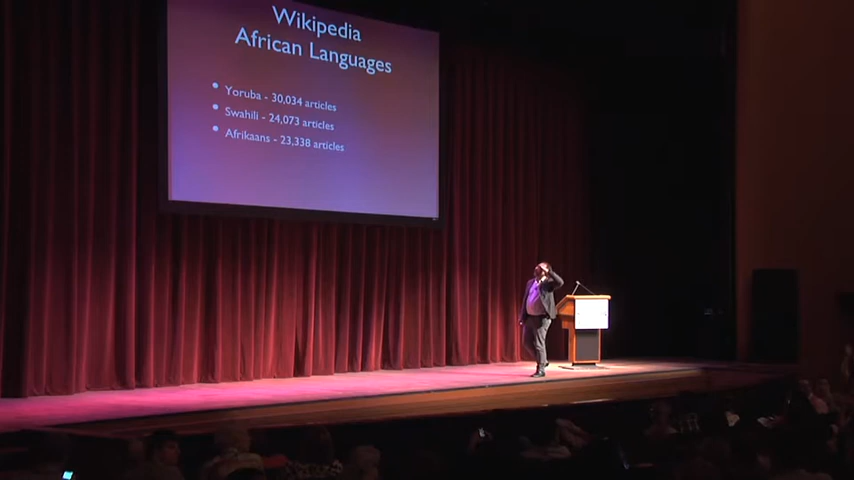 Wikipedia
African Languages
• Yoruba - 30,034 articles
• Swahili - 24,073 articles
• Afrikaans - 23,338 articles